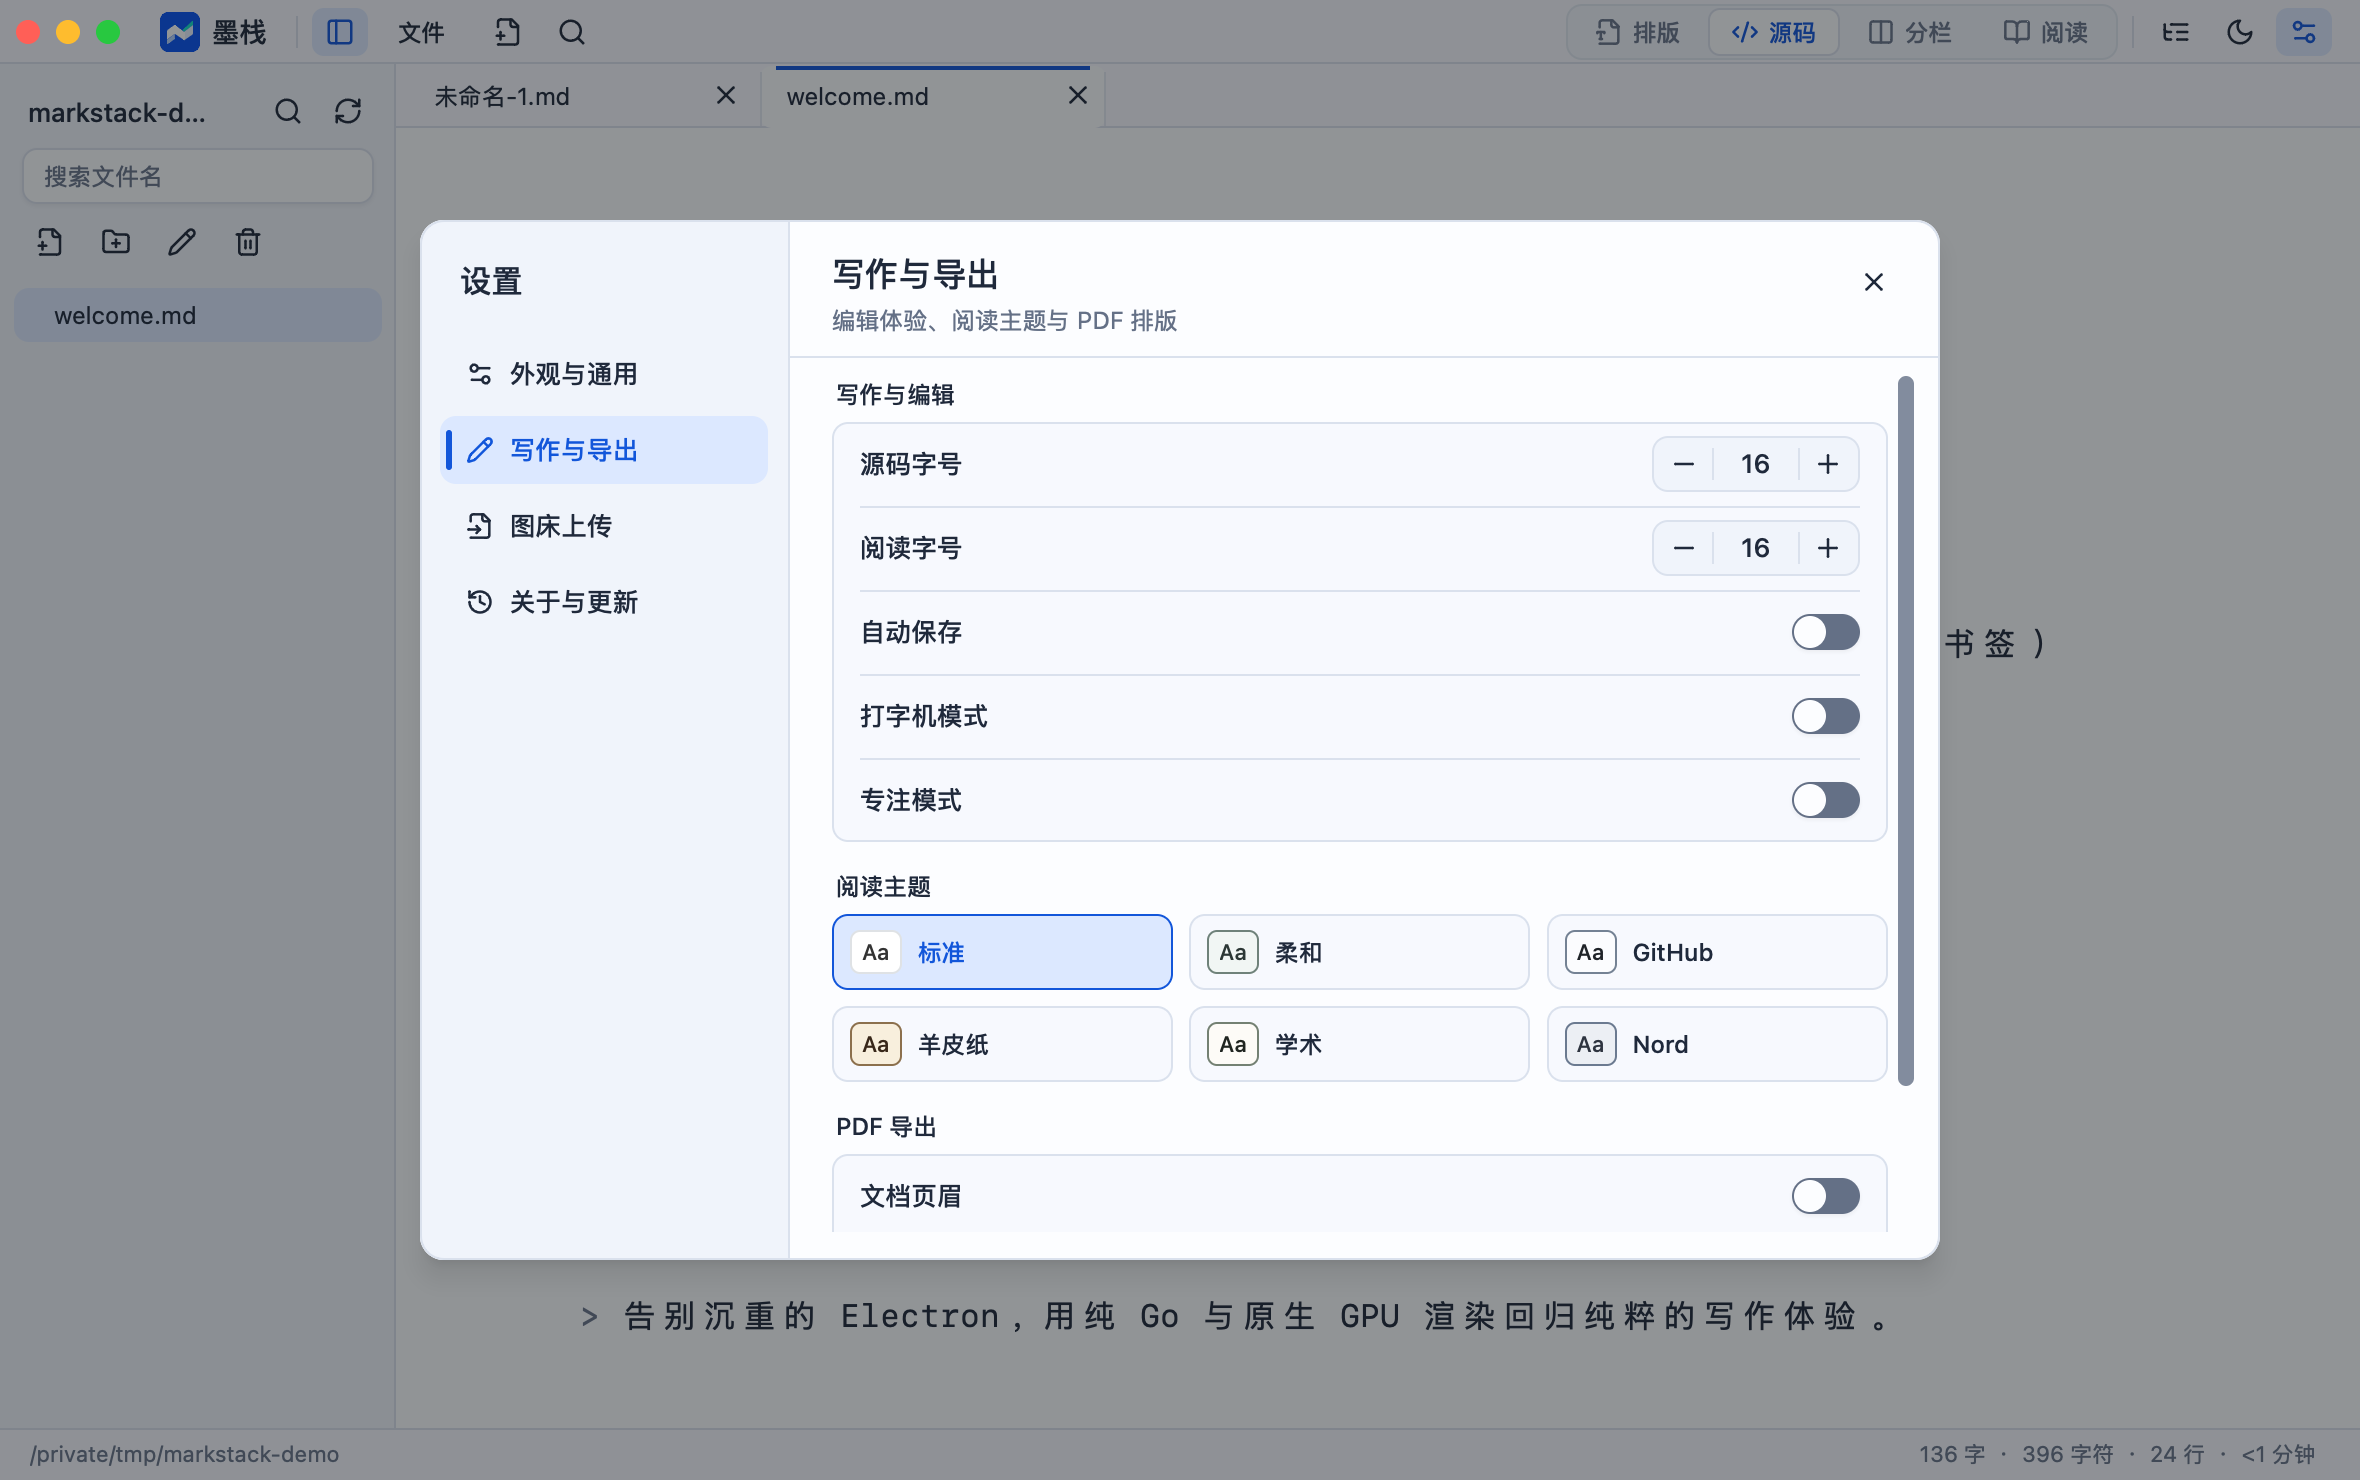 墨栈
文件
排版
源码
分栏
阅读
markstack-d...
未命名-1.md
welcome.md
搜索文件名
welcome.md
设置
外观与通用
写作与导出
图床上传
关于与更新
写作与导出
编辑体验、阅读主题与 PDF 排版
写作与编辑
源码字号
16
阅读字号
16
自动保存
打字机模式
专注模式
阅读主题
Aa 标准
Aa 柔和
Aa GitHub
Aa 羊皮纸
Aa 学术
Aa Nord
PDF 导出
文档页眉
书签)
> 告别沉重的 Electron，用纯 Go 与原生 GPU 渲染回归纯粹的写作体验。
/private/tmp/markstack-demo
136 字 · 396 字符 · 24 行 · <1 分钟